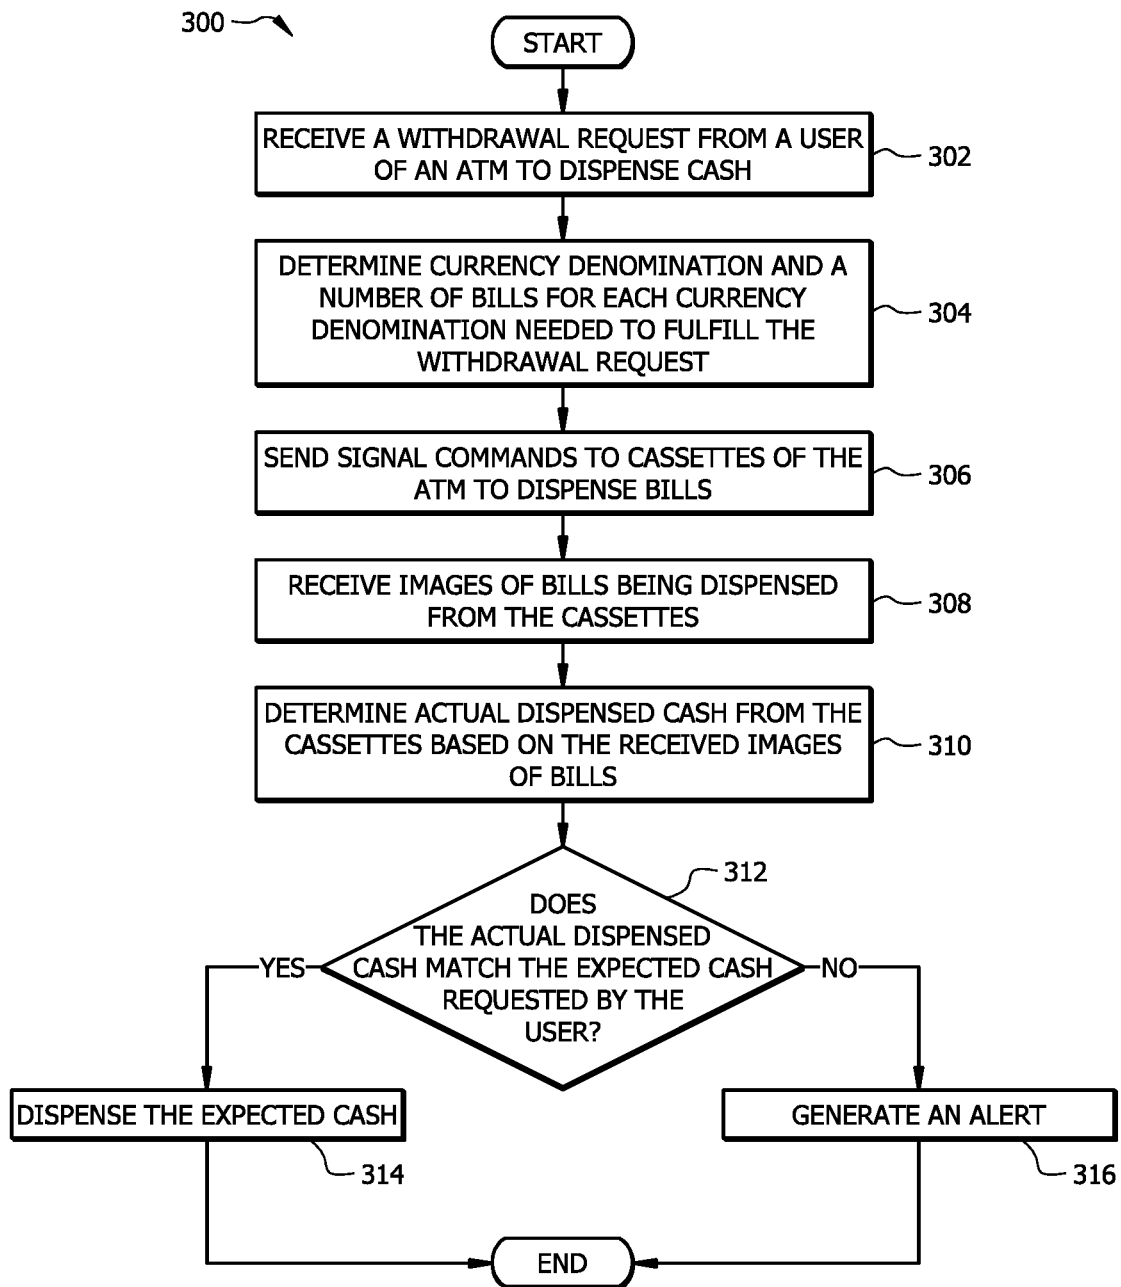 300
START
RECEIVE A WITHDRAWAL REQUEST FROM A USER
OF AN ATM TO DISPENSE CASH
302
DETERMINE CURRENCY DENOMINATION AND A
NUMBER OF BILLS FOR EACH CURRENCY
DENOMINATION NEEDED TO FULFILL THE
WITHDRAWAL REQUEST
304
SEND SIGNAL COMMANDS TO CASSETTES OF THE
ATM TO DISPENSE BILLS
306
RECEIVE IMAGES OF BILLS BEING DISPENSED
FROM THE CASSETTES
308
DETERMINE ACTUAL DISPENSED CASH FROM THE
CASSETTES BASED ON THE RECEIVED IMAGES
OF BILLS
310
312
DOES
THE ACTUAL DISPENSED
CASH MATCH THE EXPECTED CASH
REQUESTED BY THE
USER?
YES
NO
DISPENSE THE EXPECTED CASH
314
GENERATE AN ALERT
316
END